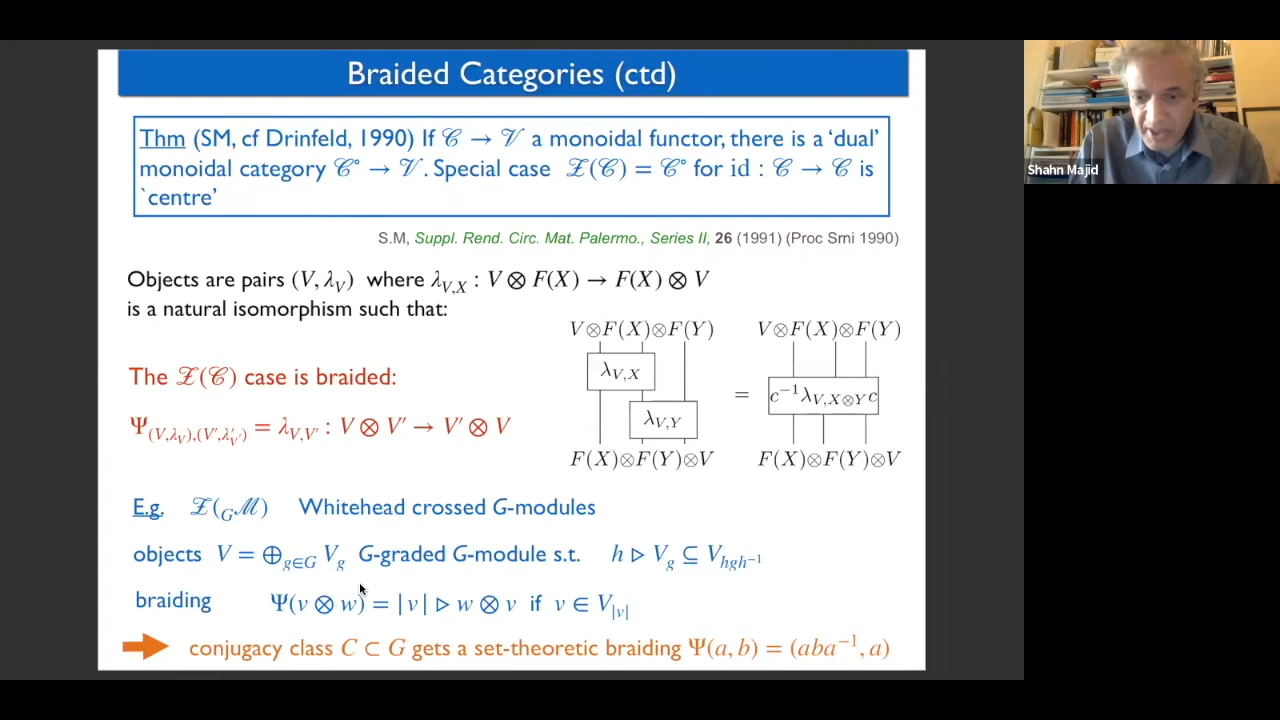 Braided Categories (ctd)
Thm (SM, cf Drinfeld, 1990) If 𝒞 → 𝒱 a monoidal functor, there is a ‘dual’
monoidal category 𝒞° → 𝒱. Special case 𝒵(𝒞) = 𝒞° for id : 𝒞 → 𝒞 is
`centre’
S.M, Suppl. Rend. Circ. Mat. Palermo., Series II, 26 (1991) (Proc Srni 1990)
Objects are pairs (V, λ_V) where λ_{V,X} : V ⊗ F(X) → F(X) ⊗ V
is a natural isomorphism such that:
V⊗F(X)⊗F(Y)
λ_{V,X}
λ_{V,Y}
F(X)⊗F(Y)⊗V
=
V⊗F(X)⊗F(Y)
c^{-1}λ_{V,X⊗Y}c
F(X)⊗F(Y)⊗V
The 𝒵(𝒞) case is braided:
Ψ_{(V,λ_V),(V',λ'_{V'})} = λ_{V,V'} : V ⊗ V' → V' ⊗ V
E.g. 𝒵(_Gℳ) Whitehead crossed G-modules
objects V = ⊕_{g∈G} V_g G-graded G-module s.t. h ▹ V_g ⊆ V_{hgh^{-1}}
braiding Ψ(v ⊗ w) = |v| ▹ w ⊗ v if v ∈ V_{|v|}
conjugacy class C ⊂ G gets a set-theoretic braiding Ψ(a, b) = (aba^{-1}, a)
Shahn Majid